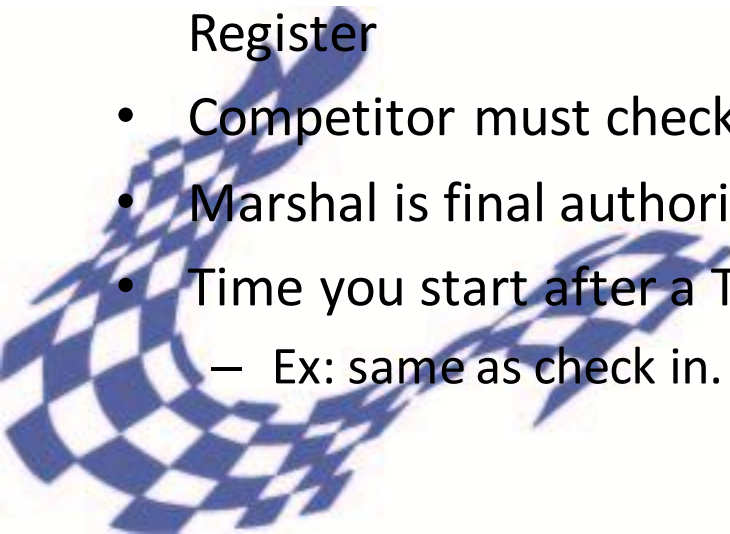 Register
• Competitor must check
• Marshal is final authori
• Time you start after a T
– Ex: same as check in.